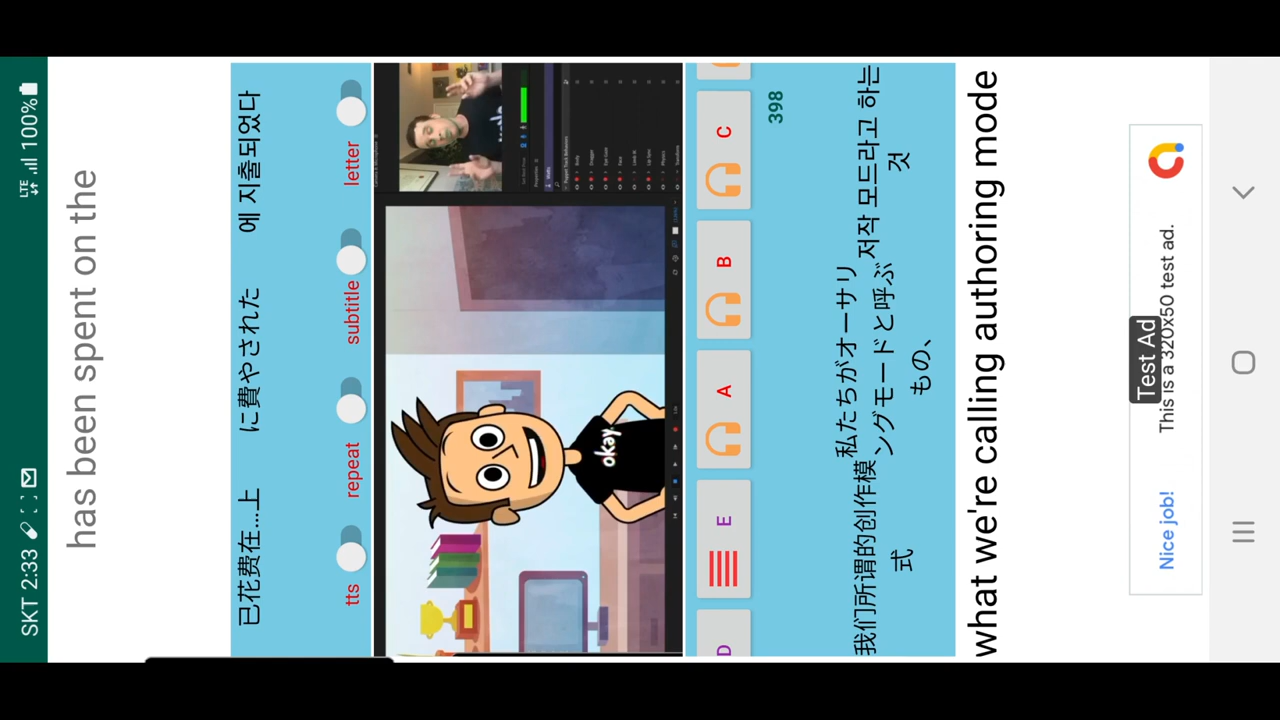 SKT 2:33
LTE
100%
has been spent on the
已花费在...上
に費やされた
에 지출되었다
tts
repeat
subtitle
letter
okay
D
E
A
B
C
398
我们所谓的创作模
式
私たちがオーサリ
ングモードと呼ぶ
もの、
저작 모드라고 하는
것
what we're calling authoring mode
Test Ad
Nice job!
This is a 320x50 test ad.